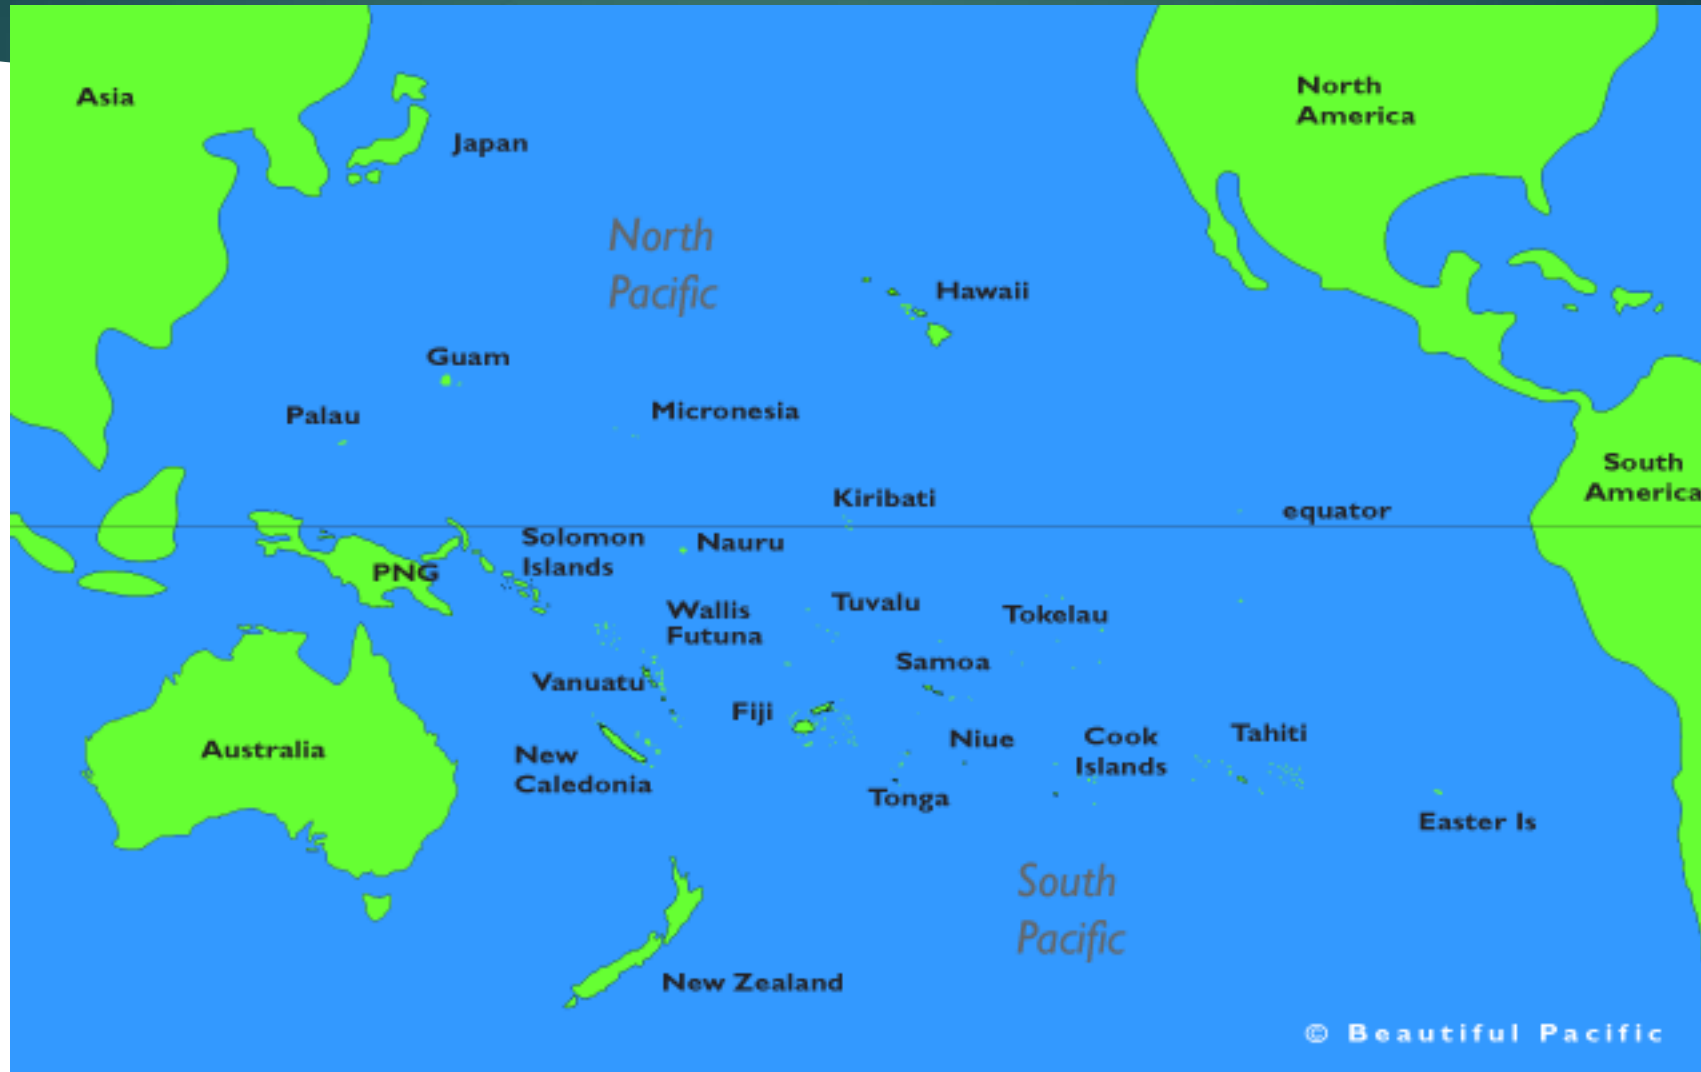 Asia
North
America
Japan
North
Pacific
Hawaii
Guam
Palau
Micronesia
South
America
Kiribati
equator
Solomon
Islands
Nauru
PNG
Wallis
Futuna
Tuvalu
Tokelau
Samoa
Vanuatu
Fiji
Australia
New
Caledonia
Niue
Cook
Islands
Tahiti
Tonga
Easter Is
South
Pacific
New Zealand
© Beautiful Pacific